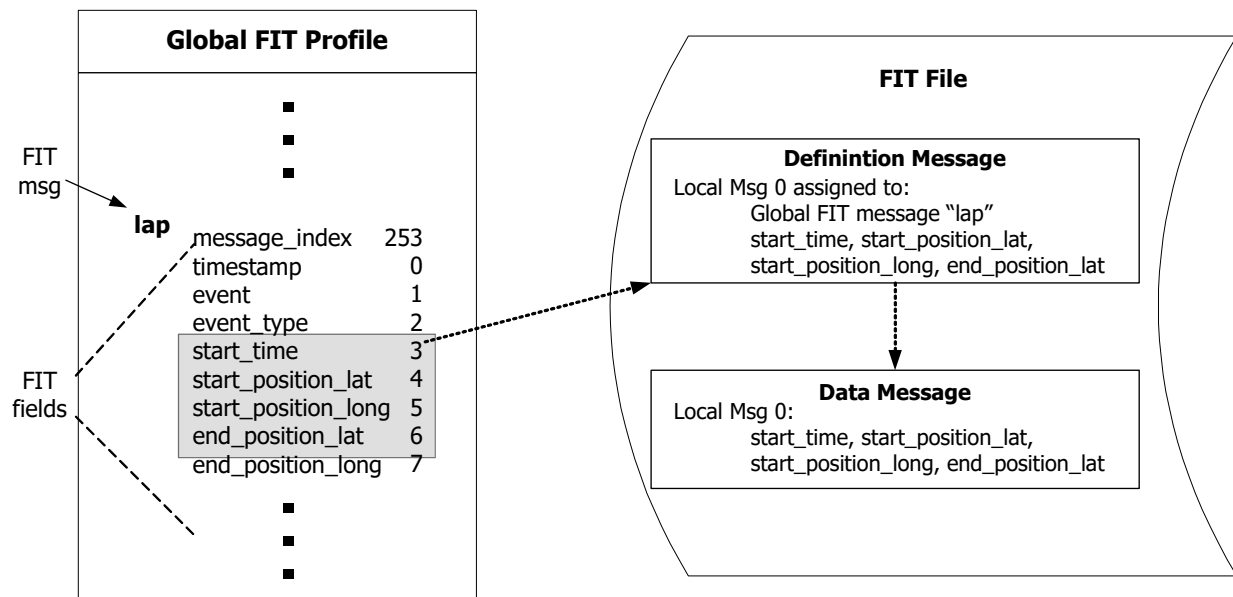 Global FIT Profile
FIT
msg
lap
message_index 253
timestamp 0
event 1
event_type 2
start_time 3
start_position_lat 4
start_position_long 5
end_position_lat 6
end_position_long 7
FIT
fields
FIT File
Definintion Message
Local Msg 0 assigned to:
Global FIT message “lap”
start_time, start_position_lat,
start_position_long, end_position_lat
Data Message
Local Msg 0:
start_time, start_position_lat,
start_position_long, end_position_lat